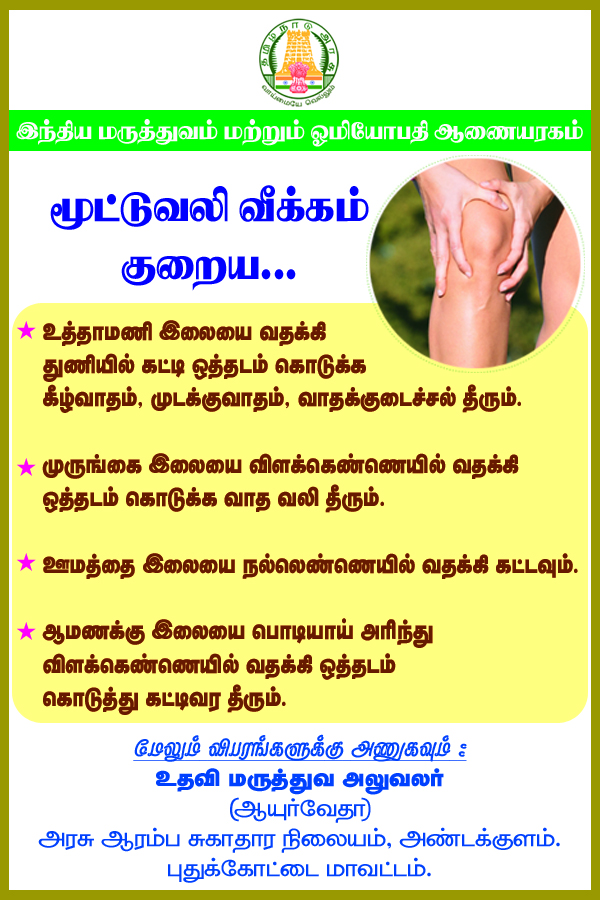 தமிழ்நாடு அரசு
வாய்மையே வெல்லும்
இந்திய மருத்துவம் மற்றும் ஓமியோபதி ஆணையரகம்
மூட்டுவலி வீக்கம்
குறைய...
உத்தாமணி இலையை வதக்கி
துணியில் கட்டி ஒத்தடம் கொடுக்க
கீழ்வாதம், முடக்குவாதம், வாதக்குடைச்சல் தீரும்.
முருங்கை இலையை விளக்கெண்ணெயில் வதக்கி
ஒத்தடம் கொடுக்க வாத வலி தீரும்.
ஊமத்தை இலையை நல்லெண்ணெயில் வதக்கி கட்டவும்.
ஆமணக்கு இலையை பொடியாய் அரிந்து
விளக்கெண்ணெயில் வதக்கி ஒத்தடம்
கொடுத்து கட்டிவர தீரும்.
மேலும் விபரங்களுக்கு அணுகவும் :
உதவி மருத்துவ அலுவலர்
(ஆயுர்வேதா)
அரசு ஆரம்ப சுகாதார நிலையம், அண்டக்குளம்.
புதுக்கோட்டை மாவட்டம்.